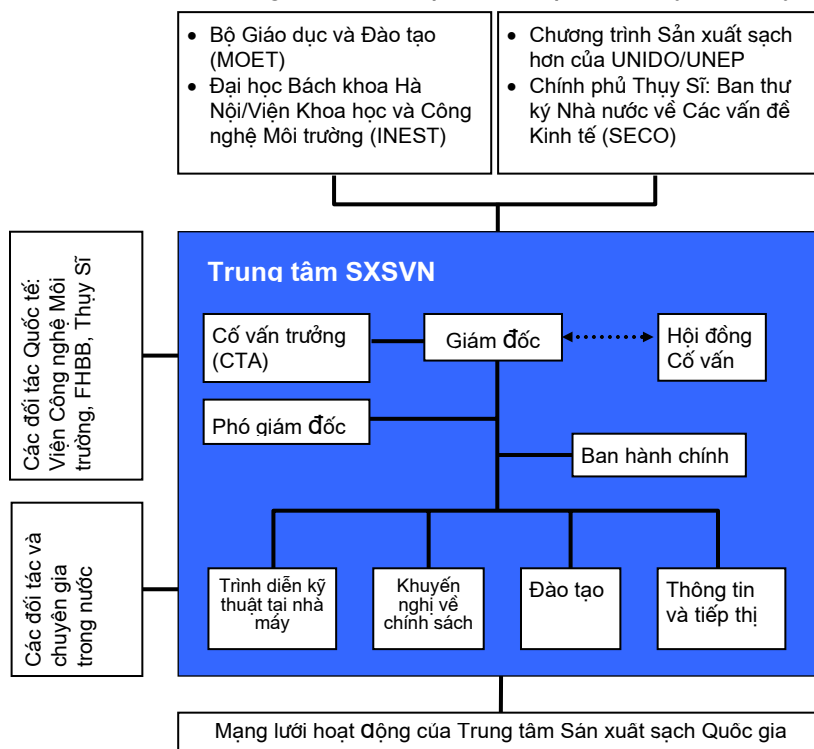 • Bộ Giáo dục và Đào tạo
(MOET)
• Đại học Bách khoa Hà
Nội/Viện Khoa học và Công
nghệ Môi trường (INEST)
• Chương trình Sản xuất sạch
hơn của UNIDO/UNEP
• Chính phủ Thụy Sĩ: Ban thư
ký Nhà nước về Các vấn đề
Kinh tế (SECO)
Các đối tác Quốc tế:
Viện Công nghệ Môi
trường, FHBB, Thụy Sĩ
Trung tâm SXSVN
Cố vấn trưởng
(CTA)
Giám đốc
Hội đồng
Cố vấn
Phó giám đốc
Ban hành chính
Các đối tác và
chuyên gia
trong nước
Trình diễn kỹ
thuật tại nhà
máy
Khuyến
nghị về
chính sách
Đào tạo
Thông tin
và tiếp thị
Mạng lưới hoạt động của Trung tâm Sản xuất sạch Quốc gia